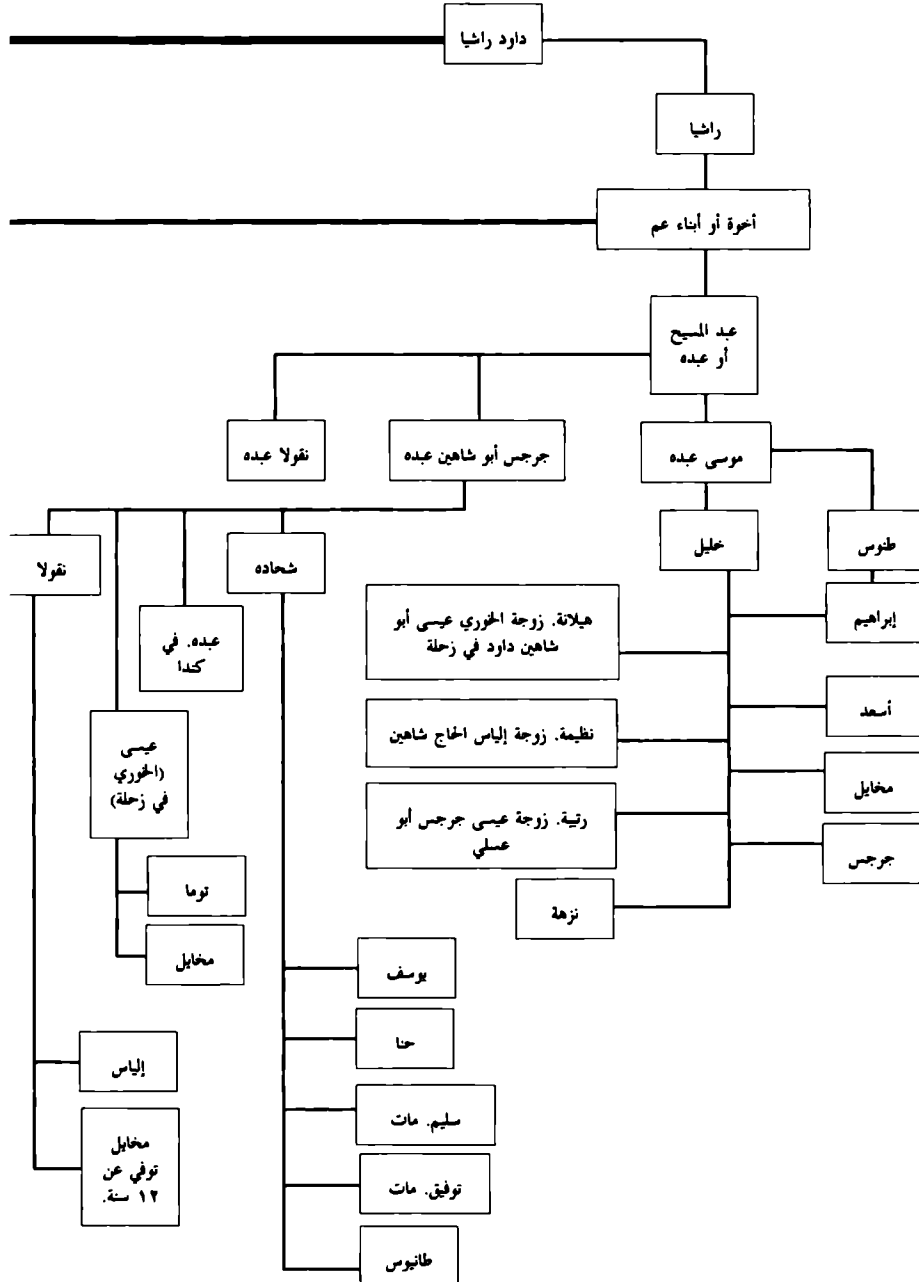 داود راشيا
راشيا
أخوة أو أبناء عم
عبد المسيح
أو عبده
موسى عبده
جرجس أبو شاهين عبده
نقولا عبده
طنوس
خليل
شحاده
نقولا
إبراهيم
هيلانة. زوجة الخوري عيسى أبو
شاهين داود في زحلة
عبده. في
كندا
أسعد
نظيمة. زوجة إلياس الحاج شاهين
عيسى
(الخوري
في زحلة)
مخايل
رتيبة. زوجة عيسى جرجس أبو
عسلي
جرجس
توما
نزهة
مخايل
يوسف
حنا
إلياس
سليم. مات
مخايل
توفي عن
١٢ سنة.
توفيق. مات
طانيوس